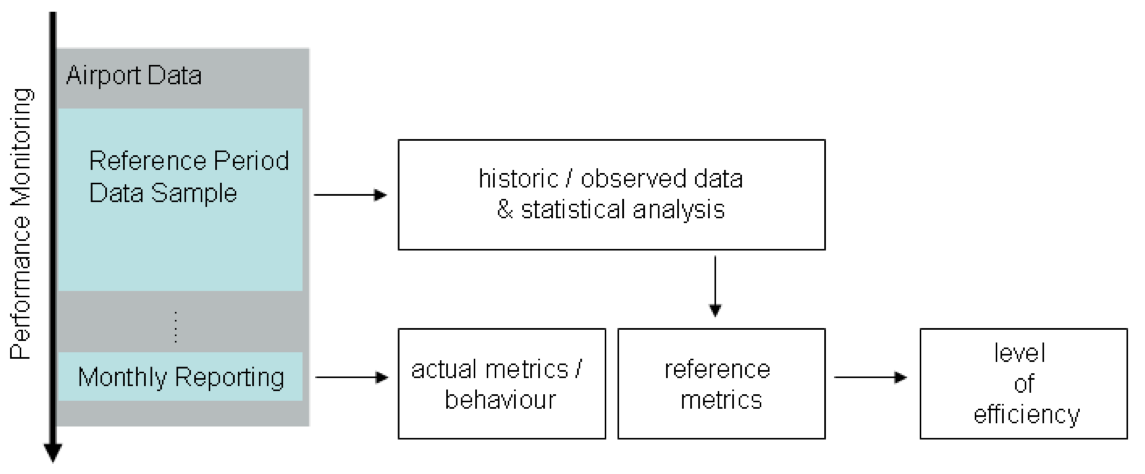 Performance Monitoring
Airport Data
Reference Period
Data Sample
historic / observed data
& statistical analysis
Monthly Reporting
actual metrics /
behaviour
reference
metrics
level
of
efficiency